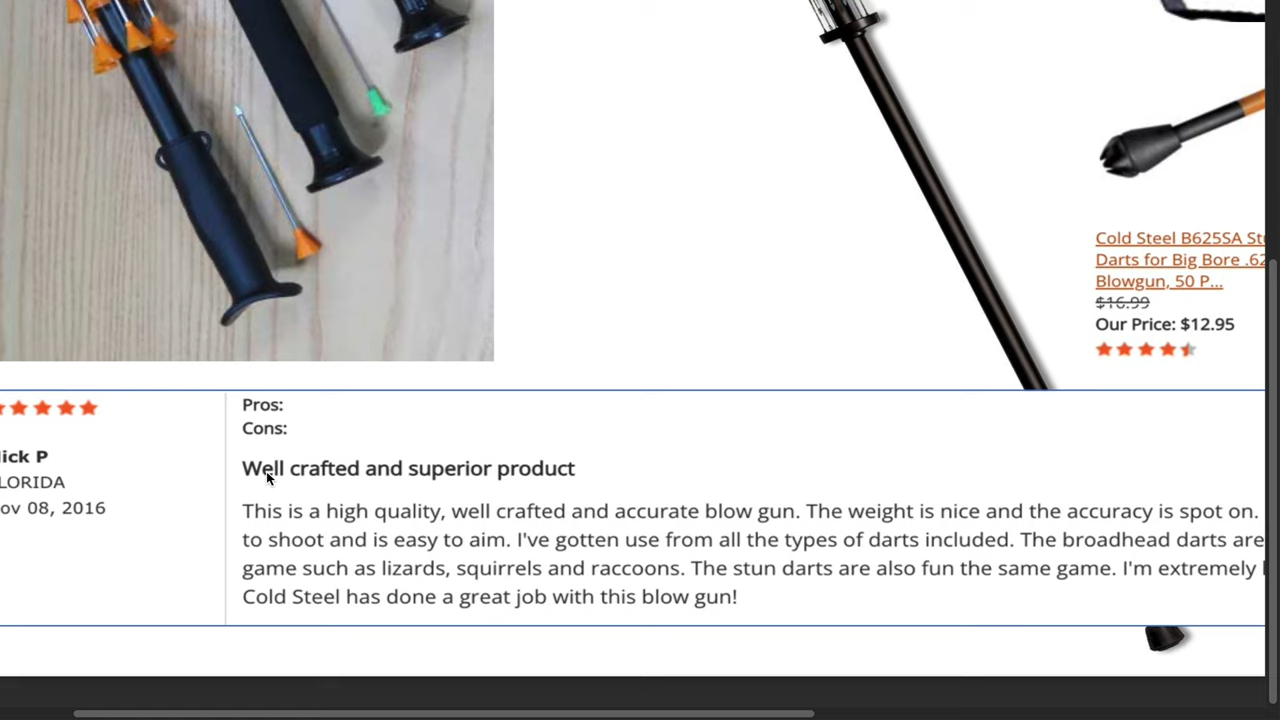 Cold Steel B625SA St
Darts for Big Bore .62
Blowgun, 50 P...
$16.99
Our Price: $12.95
Pros:
Cons:
ick P
LORIDA
ov 08, 2016
Well crafted and superior product
This is a high quality, well crafted and accurate blow gun. The weight is nice and the accuracy is spot on.
to shoot and is easy to aim. I've gotten use from all the types of darts included. The broadhead darts are
game such as lizards, squirrels and raccoons. The stun darts are also fun the same game. I'm extremely
Cold Steel has done a great job with this blow gun!